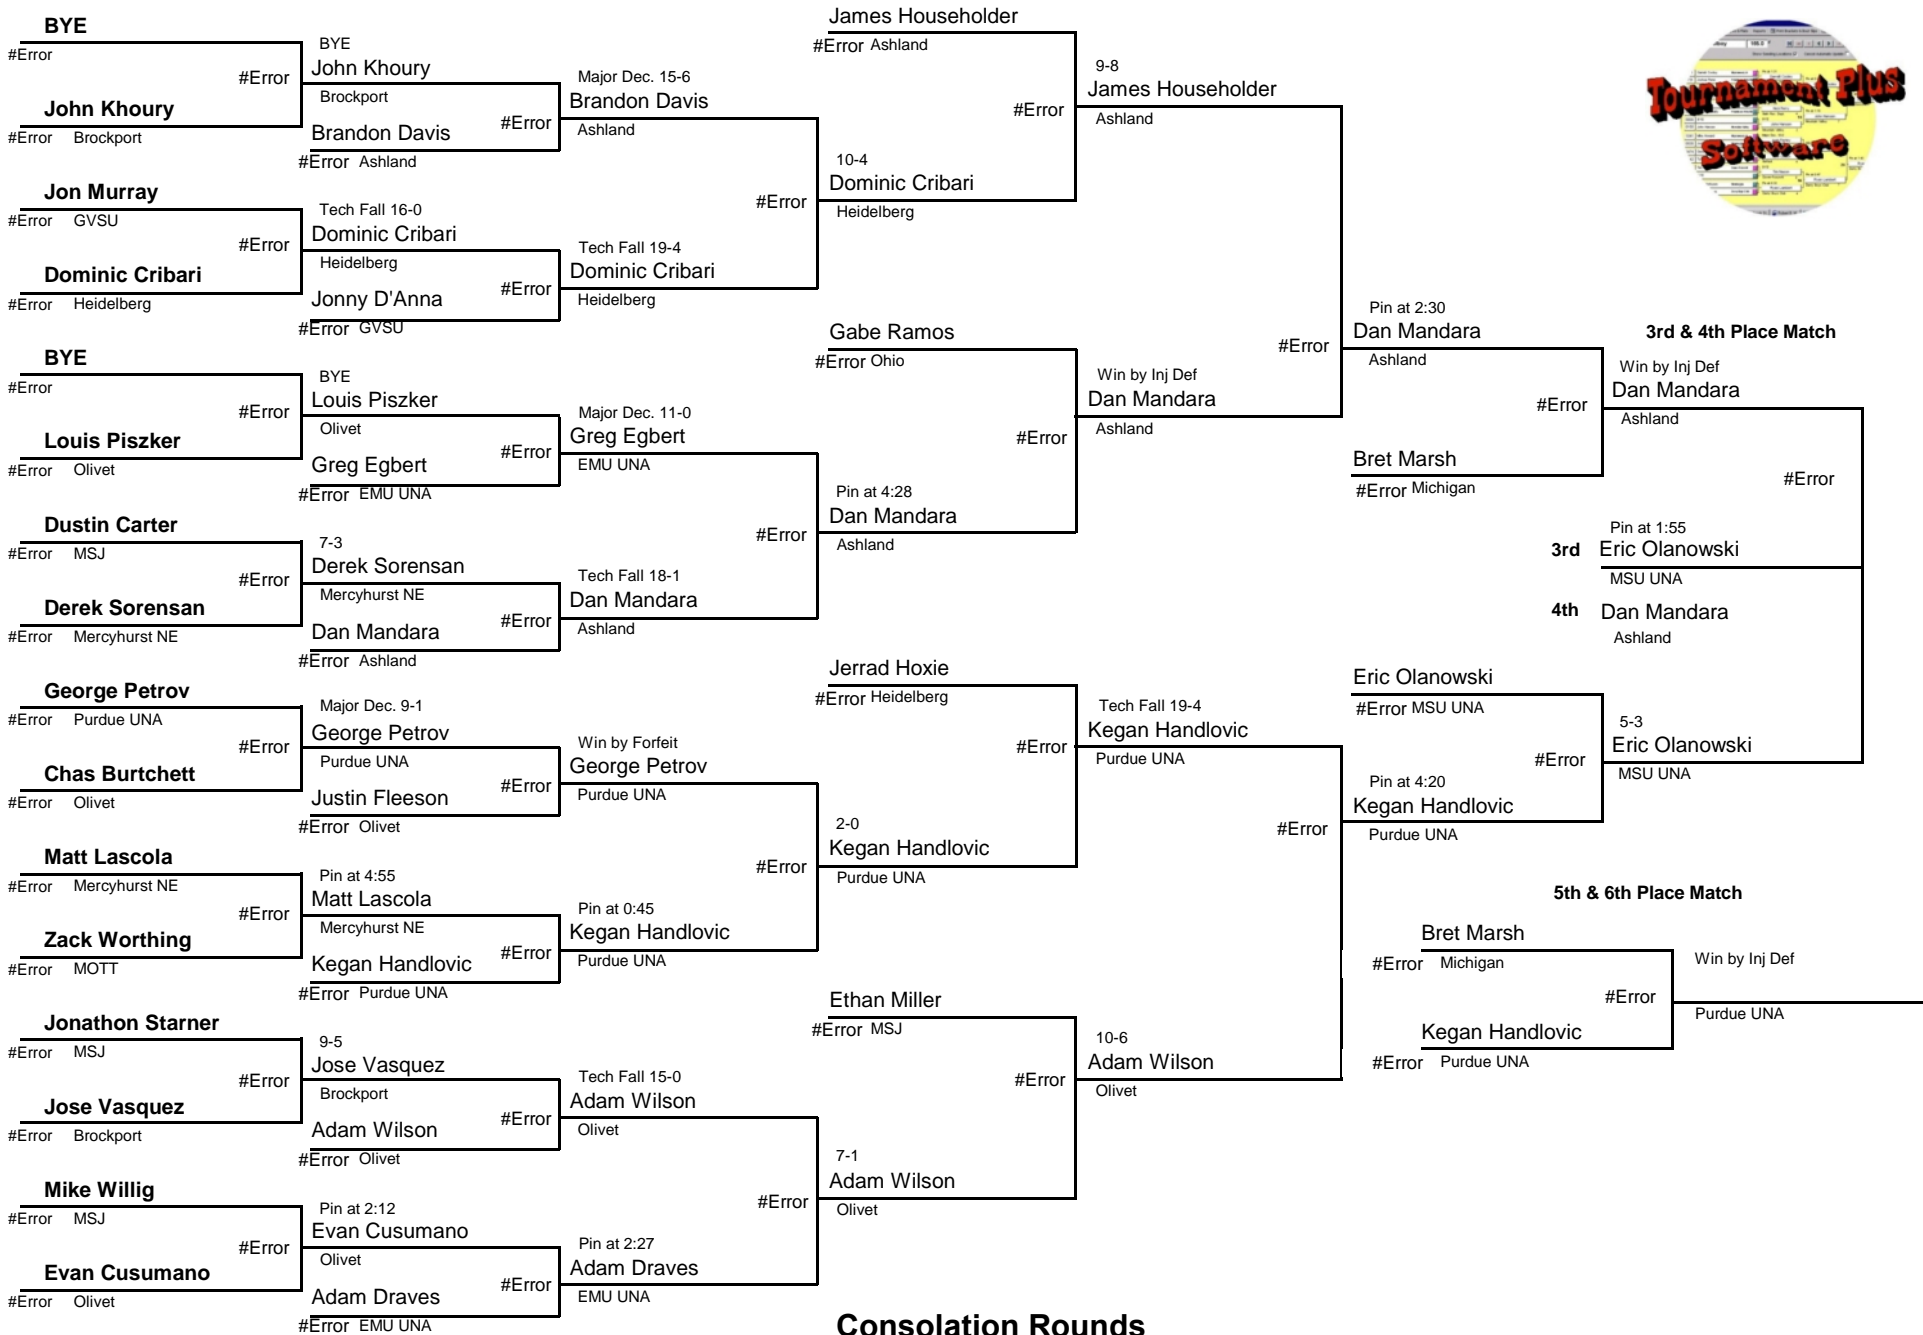 BYE
#Error
#Error
John Khoury
#Error Brockport
Jon Murray
#Error GVSU
#Error
Dominic Cribari
#Error Heidelberg
BYE
#Error
#Error
Louis Piszker
#Error Olivet
Dustin Carter
#Error MSJ
#Error
Derek Sorensan
#Error Mercyhurst NE
George Petrov
#Error Purdue UNA
#Error
Chas Burtchett
#Error Olivet
Matt Lascola
#Error Mercyhurst NE
#Error
Zack Worthing
#Error MOTT
Jonathon Starner
#Error MSJ
#Error
Jose Vasquez
#Error Brockport
Mike Willig
#Error MSJ
#Error
Evan Cusumano
#Error Olivet
BYE
John Khoury
Brockport
#Error
Brandon Davis
#Error Ashland
Tech Fall 16-0
Dominic Cribari
Heidelberg
#Error
Jonny D'Anna
#Error GVSU
BYE
Louis Piszker
Olivet
#Error
Greg Egbert
#Error EMU UNA
7-3
Derek Sorensan
Mercyhurst NE
#Error
Dan Mandara
#Error Ashland
Major Dec. 9-1
George Petrov
Purdue UNA
#Error
Justin Fleeson
#Error Olivet
Pin at 4:55
Matt Lascola
Mercyhurst NE
#Error
Kegan Handlovic
#Error Purdue UNA
9-5
Jose Vasquez
Brockport
#Error
Adam Wilson
#Error Olivet
Pin at 2:12
Evan Cusumano
Olivet
#Error
Adam Draves
#Error EMU UNA
Major Dec. 15-6
Brandon Davis
Ashland
#Error
Tech Fall 19-4
Dominic Cribari
Heidelberg
Major Dec. 11-0
Greg Egbert
EMU UNA
#Error
Tech Fall 18-1
Dan Mandara
Ashland
Win by Forfeit
George Petrov
Purdue UNA
#Error
Pin at 0:45
Kegan Handlovic
Purdue UNA
Tech Fall 15-0
Adam Wilson
Olivet
#Error
Pin at 2:27
Adam Draves
EMU UNA
James Householder
#Error Ashland
#Error
10-4
Dominic Cribari
Heidelberg
Gabe Ramos
#Error Ohio
#Error
Pin at 4:28
Dan Mandara
Ashland
Jerrad Hoxie
#Error Heidelberg
#Error
2-0
Kegan Handlovic
Purdue UNA
Ethan Miller
#Error MSJ
#Error
7-1
Adam Wilson
Olivet
9-8
James Householder
Ashland
#Error
Win by Inj Def
Dan Mandara
Ashland
Tech Fall 19-4
Kegan Handlovic
Purdue UNA
#Error
10-6
Adam Wilson
Olivet
Pin at 2:30
Dan Mandara
Ashland
#Error
Bret Marsh
#Error Michigan
Eric Olanowski
#Error MSU UNA
#Error
Pin at 4:20
Kegan Handlovic
Purdue UNA
Tournament Plus
Software
3rd & 4th Place Match
Win by Inj Def
Dan Mandara
Ashland
#Error
Pin at 1:55
3rd Eric Olanowski
MSU UNA
4th Dan Mandara
Ashland
5-3
Eric Olanowski
MSU UNA
5th & 6th Place Match
Bret Marsh
#Error Michigan
#Error
Kegan Handlovic
#Error Purdue UNA
Win by Inj Def
Purdue UNA
Consolation Rounds